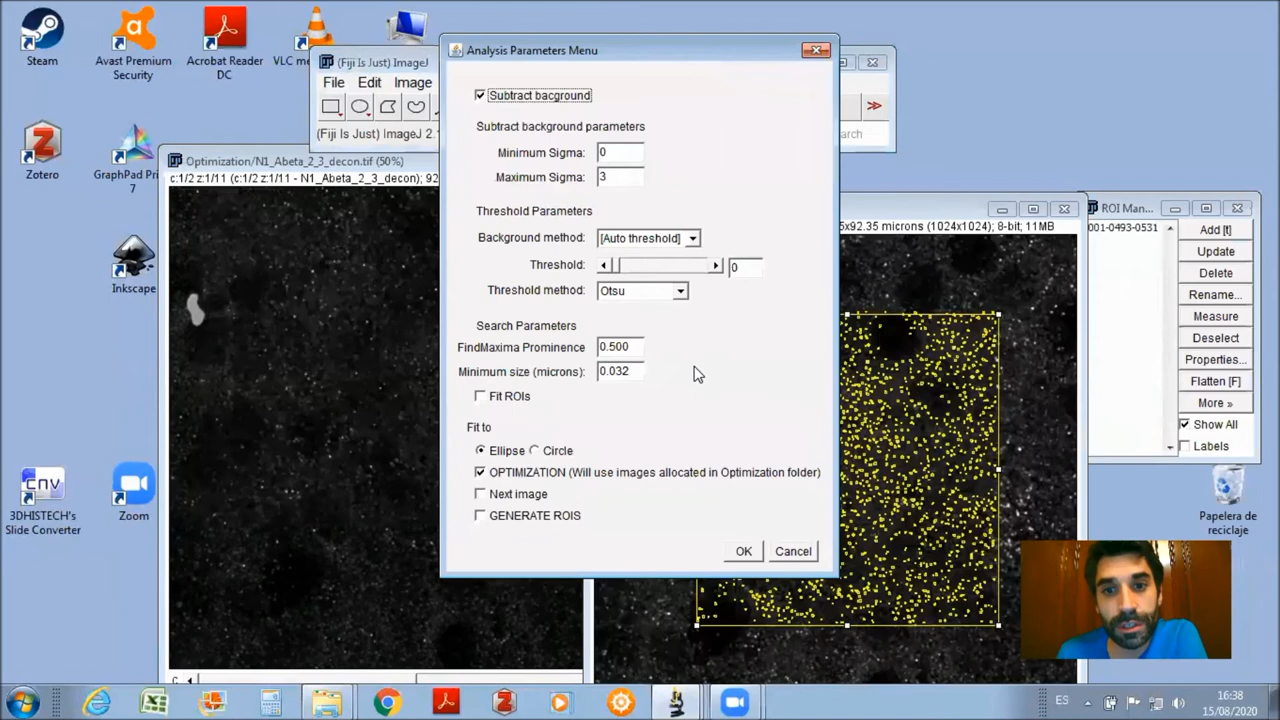 Steam
Avast Premium
Security
Acrobat Reader
DC
VLC me
(Fiji Is Just) ImageJ
File Edit Image
(Fiji Is Just) ImageJ 2.
arch
Analysis Parameters Menu
Subtract bacground
Subtract background parameters
Minimum Sigma: 0
Maximum Sigma: 3
Threshold Parameters
Background method: [Auto threshold]
Threshold: 0
Threshold method: Otsu
Search Parameters
FindMaxima Prominence 0.500
Minimum size (microns): 0.032
Fit ROIs
Fit to
Ellipse Circle
OPTIMIZATION (Will use images allocated in Optimization folder)
Next image
GENERATE ROIS
OK Cancel
Zotero
GraphPad Pri
7
Inkscape
3DHISTECH's
Slide Converter
Zoom
Optimization/N1_Abeta_2_3_decon.tif (50%)
c:1/2 z:1/11 (c:1/2 z:1/11 - N1_Abeta_2_3_decon); 92
5x92.35 microns (1024x1024); 8-bit; 11MB
ROI Man...
001-0493-0531
Add [t]
Update
Delete
Rename...
Measure
Deselect
Properties...
Flatten [F]
More »
Show All
Labels
Papelera de
reciclaje
c
ES
16:38
15/08/2020